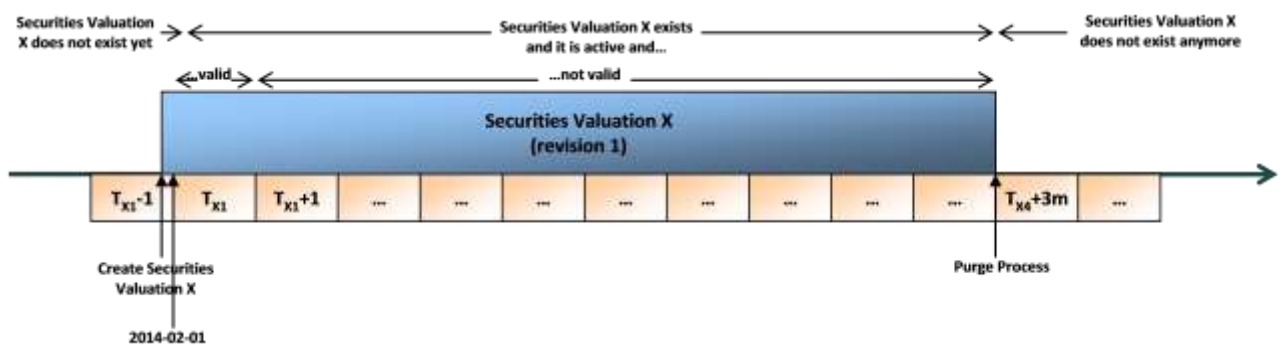 Securities Valuation
X does not exist yet
Securities Valuation X exists
and it is active and...
Securities Valuation X
does not exist anymore
...valid
...not valid
Securities Valuation X
(revision 1)
TX1-1
TX1
TX1+1
...
...
...
...
...
...
...
...
TX4+3m
...
Create Securities
Valuation X
Purge Process
2014-02-01